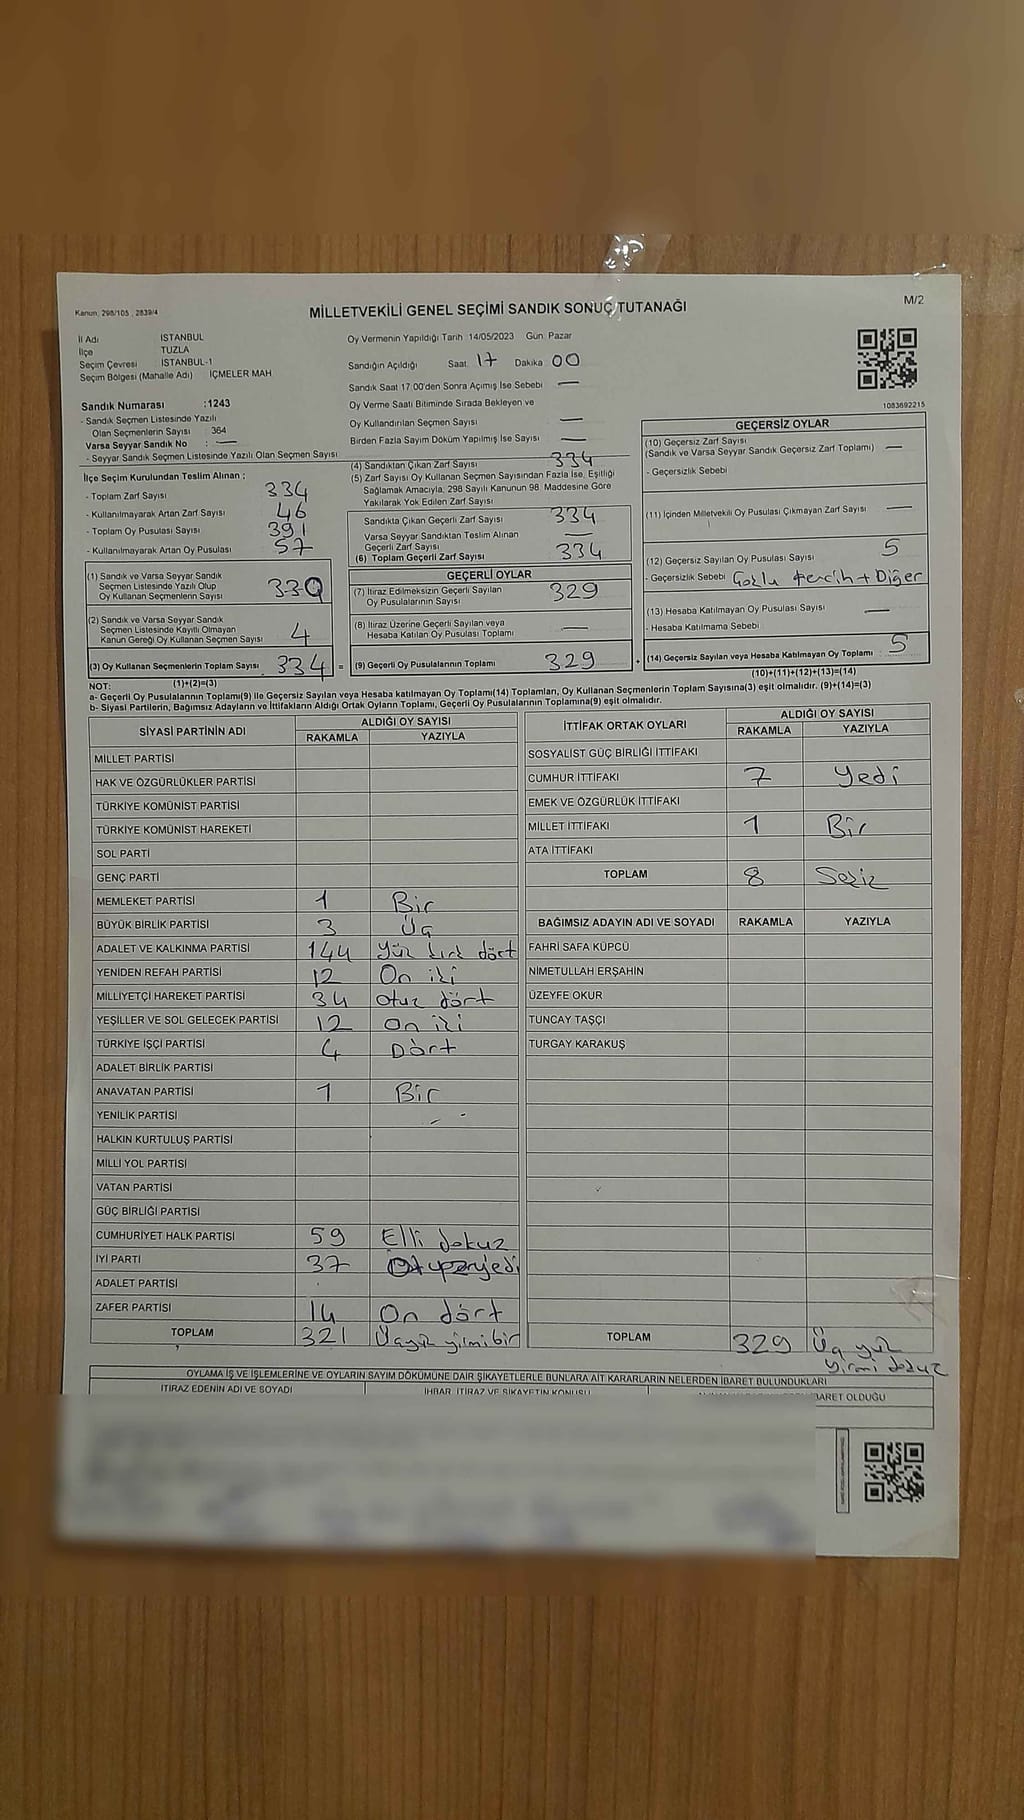 Kanun: 298/105, 2839/4
MİLLETVEKİLİ GENEL SEÇİMİ SANDIK SONUÇ TUTANAĞI
M/2
İl Adı İSTANBUL
İlçe TUZLA
Seçim Çevresi İSTANBUL-1
Seçim Bölgesi (Mahalle Adı) İÇMELER MAH
Sandık Numarası :1243
- Sandık Seçmen Listesinde Yazılı
Olan Seçmenlerin Sayısı : 364
Varsa Seyyar Sandık No : —
- Seyyar Sandık Seçmen Listesinde Yazılı Olan Seçmen Sayısı
Oy Vermenin Yapıldığı Tarih :14/05/2023 Gün: Pazar
Sandığın Açıldığı Saat 17 Dakika 00
Sandık Saat 17:00'den Sonra Açımış İse Sebebi —
Oy Verme Saati Bitiminde Sırada Bekleyen ve
Oy Kullandırılan Seçmen Sayısı —
Birden Fazla Sayım Döküm Yapılmış İse Sayısı —
1083692215
İlçe Seçim Kurulundan Teslim Alınan :
- Toplam Zarf Sayısı 334
- Kullanılmayarak Artan Zarf Sayısı 46
- Toplam Oy Pusulası Sayısı 391
- Kullanılmayarak Artan Oy Pusulası 57
(1) Sandık ve Varsa Seyyar Sandık
Seçmen Listesinde Yazılı Olup
Oy Kullanan Seçmenlerin Sayısı 330
(2) Sandık ve Varsa Seyyar Sandık
Seçmen Listesinde Kayıtlı Olmayan
Kanun Gereği Oy Kullanan Seçmen Sayısı 4
(3) Oy Kullanan Seçmenlerin Toplam Sayısı 334 =
(1)+(2)=(3)
(4) Sandıktan Çıkan Zarf Sayısı 334
(5) Zarf Sayısı Oy Kullanan Seçmen Sayısından Fazla İse, Eşitliği
Sağlamak Amacıyla, 298 Sayılı Kanunun 98. Maddesine Göre
Yakılarak Yok Edilen Zarf Sayısı
Sandıkta Çıkan Geçerli Zarf Sayısı 334
Varsa Seyyar Sandıktan Teslim Alınan
Geçerli Zarf Sayısı —
(6) Toplam Geçerli Zarf Sayısı 334
GEÇERLİ OYLAR
(7) İtiraz Edilmeksizin Geçerli Sayılan
Oy Pusulalarının Sayısı 329
(8) İtiraz Üzerine Geçerli Sayılan veya
Hesaba Katılan Oy Pusulası Toplamı —
(9) Geçerli Oy Pusulalarının Toplamı 329 +
GEÇERSİZ OYLAR
(10) Geçersiz Zarf Sayısı
(Sandık ve Varsa Seyyar Sandık Geçersiz Zarf Toplamı) —
- Geçersizlik Sebebi
(11) İçinden Milletvekili Oy Pusulası Çıkmayan Zarf Sayısı —
(12) Geçersiz Sayılan Oy Pusulası Sayısı 5
- Geçersizlik Sebebi Çoklu tercih + Diğer
(13) Hesaba Katılmayan Oy Pusulası Sayısı —
- Hesaba Katılmama Sebebi
(14) Geçersiz Sayılan veya Hesaba Katılmayan Oy Toplamı : 5
(10)+(11)+(12)+(13)=(14)
NOT:
a- Geçerli Oy Pusulalarının Toplamı(9) ile Geçersiz Sayılan veya Hesaba katılmayan Oy Toplamı(14) Toplamları, Oy Kullanan Seçmenlerin Toplam Sayısına(3) eşit olmalıdır. (9)+(14)=(3)
b- Siyasi Partilerin, Bağımsız Adayların ve İttifakların Aldığı Ortak Oyların Toplamı, Geçerli Oy Pusulalarının Toplamına(9) eşit olmalıdır.
SİYASİ PARTİNİN ADI ALDIĞI OY SAYISI
RAKAMLA YAZIYLA
MİLLET PARTİSİ
HAK VE ÖZGÜRLÜKLER PARTİSİ
TÜRKİYE KOMÜNİST PARTİSİ
TÜRKİYE KOMÜNİST HAREKETİ
SOL PARTİ
GENÇ PARTİ
MEMLEKET PARTİSİ 1 Bir
BÜYÜK BİRLİK PARTİSİ 3 Üç
ADALET VE KALKINMA PARTİSİ 144 Yüz kırk dört
YENİDEN REFAH PARTİSİ 12 On iki
MİLLİYETÇİ HAREKET PARTİSİ 34 otuz dört
YEŞİLLER VE SOL GELECEK PARTİSİ 12 On iki
TÜRKİYE İŞÇİ PARTİSİ 4 Dört
ADALET BİRLİK PARTİSİ
ANAVATAN PARTİSİ 1 Bir
YENİLİK PARTİSİ
HALKIN KURTULUŞ PARTİSİ
MİLLİ YOL PARTİSİ
VATAN PARTİSİ
GÜÇ BİRLİĞİ PARTİSİ
CUMHURİYET HALK PARTİSİ 59 Elli dokuz
İYİ PARTİ 37 Otuzyedi
ADALET PARTİSİ
ZAFER PARTİSİ 14 On dört
TOPLAM 321 Üçyüz yirmibir
İTTİFAK ORTAK OYLARI ALDIĞI OY SAYISI
RAKAMLA YAZIYLA
SOSYALİST GÜÇ BİRLİĞİ İTTİFAKI
CUMHUR İTTİFAKI 7 Yedi
EMEK VE ÖZGÜRLÜK İTTİFAKI
MİLLET İTTİFAKI 1 Bir
ATA İTTİFAKI
TOPLAM 8 Sekiz
BAĞIMSIZ ADAYIN ADI VE SOYADI RAKAMLA YAZIYLA
FAHRİ SAFA KÜPCÜ
NİMETULLAH ERŞAHİN
ÜZEYFE OKUR
TUNCAY TAŞÇI
TURGAY KARAKUŞ
TOPLAM 329 Üç yüz
yirmi dokuz
OYLAMA İŞ VE İŞLEMLERİNE VE OYLARIN SAYIM DÖKÜMÜNE DAİR ŞİKAYETLERLE BUNLARA AİT KARARLARIN NELERDEN İBARET BULUNDUKLARI
İTİRAZ EDENİN ADI VE SOYADI İHBAR, İTİRAZ VE ŞİKAYETİN KONUSU İBARET OLDUĞU